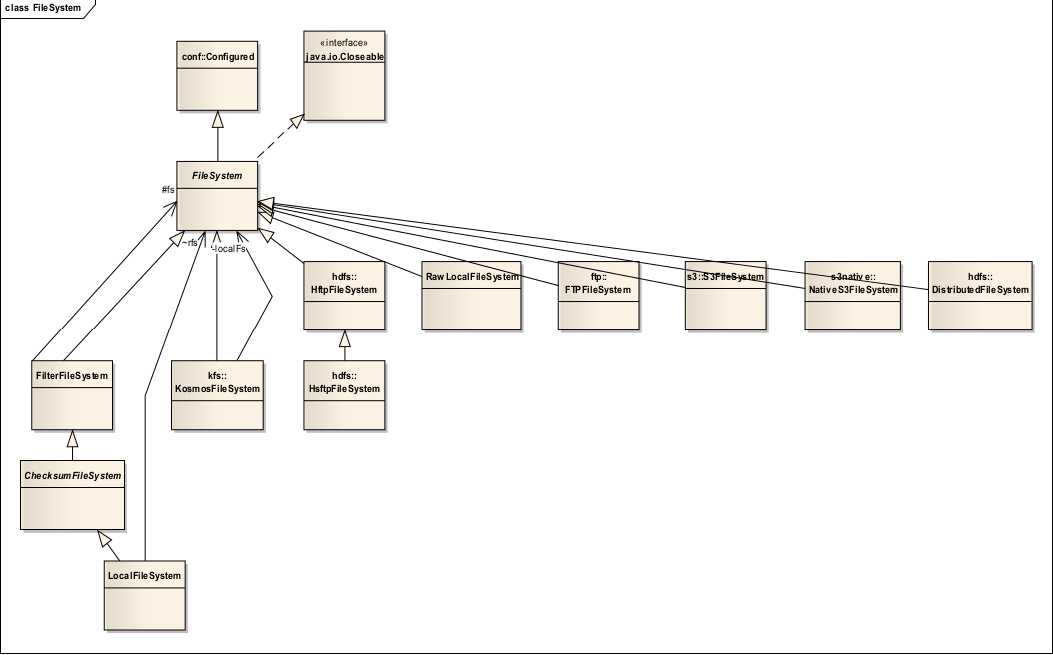 class FileSystem
«interface»
java.io.Closeable
conf::Configured
FileSystem
#fs
~rfs
-localFs
hdfs::
HftpFileSystem
RawLocalFileSystem
ftp::
FTPFileSystem
s3::S3FileSystem
s3native::
NativeS3FileSystem
hdfs::
DistributedFileSystem
FilterFileSystem
kfs::
KosmosFileSystem
hdfs::
HsftpFileSystem
ChecksumFileSystem
LocalFileSystem